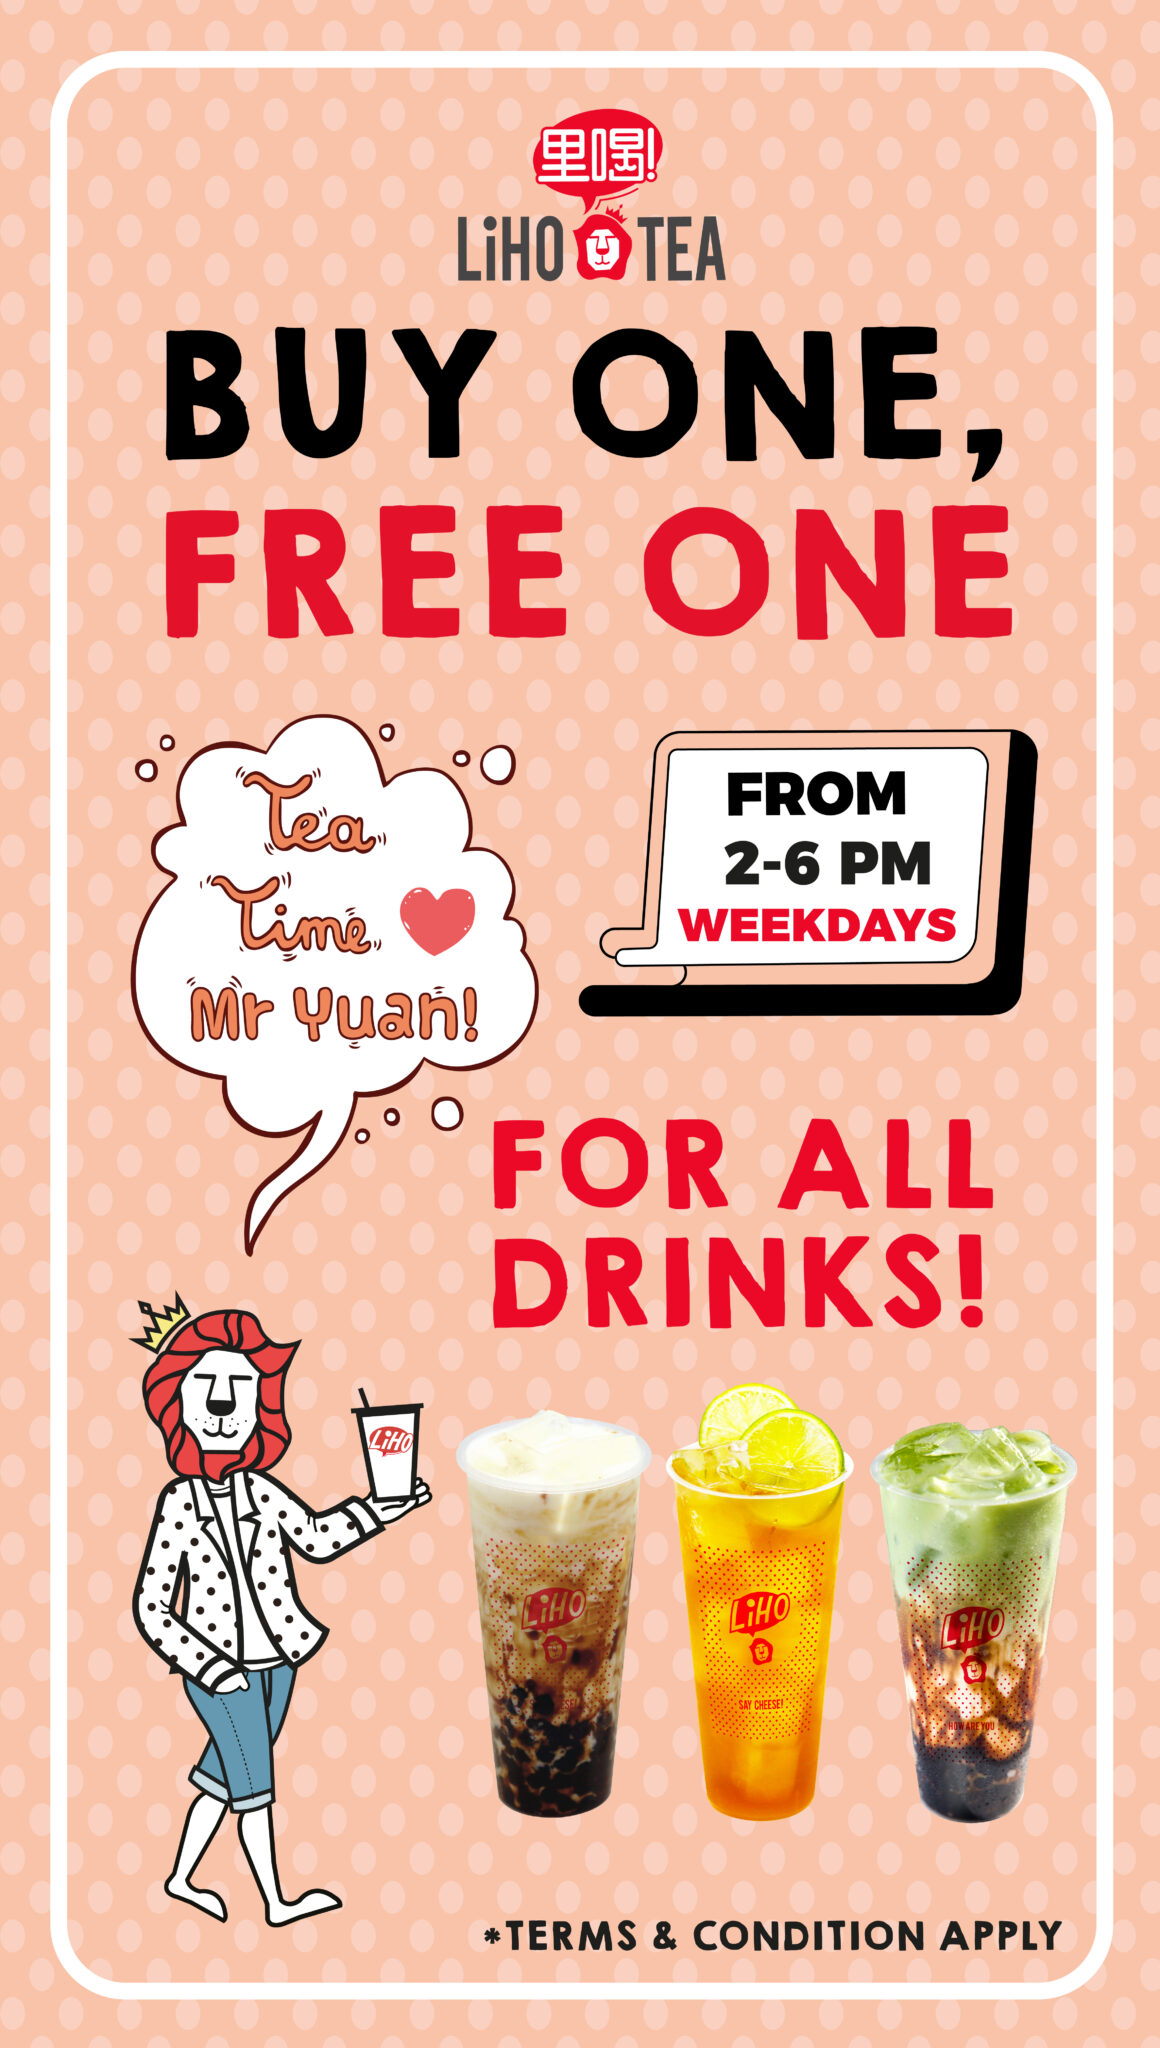 里喝!
LiHO TEA
BUY ONE,
FREE ONE
Tea
Time
Mr Yuan!
FROM
2-6 PM
WEEKDAYS
FOR ALL
DRINKS!
LiHO
LiHO
LiHO
SAY CHEESE!
LiHO
HOW ARE YOU
*TERMS & CONDITION APPLY